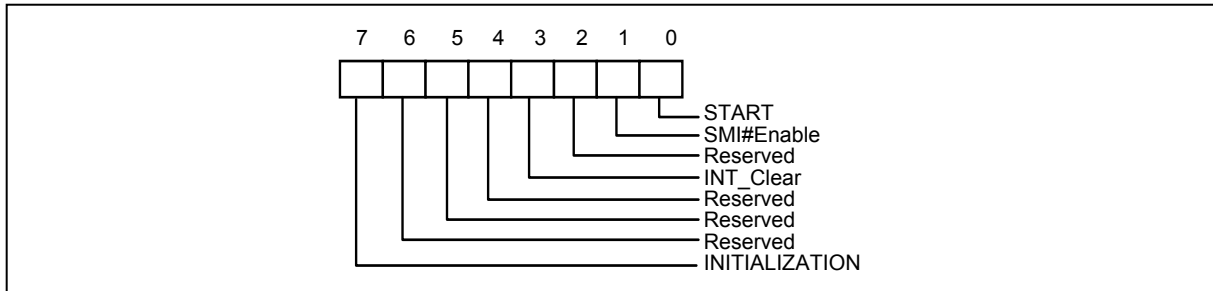 7 6 5 4 3 2 1 0
START
SMI#Enable
Reserved
INT_Clear
Reserved
Reserved
Reserved
INITIALIZATION